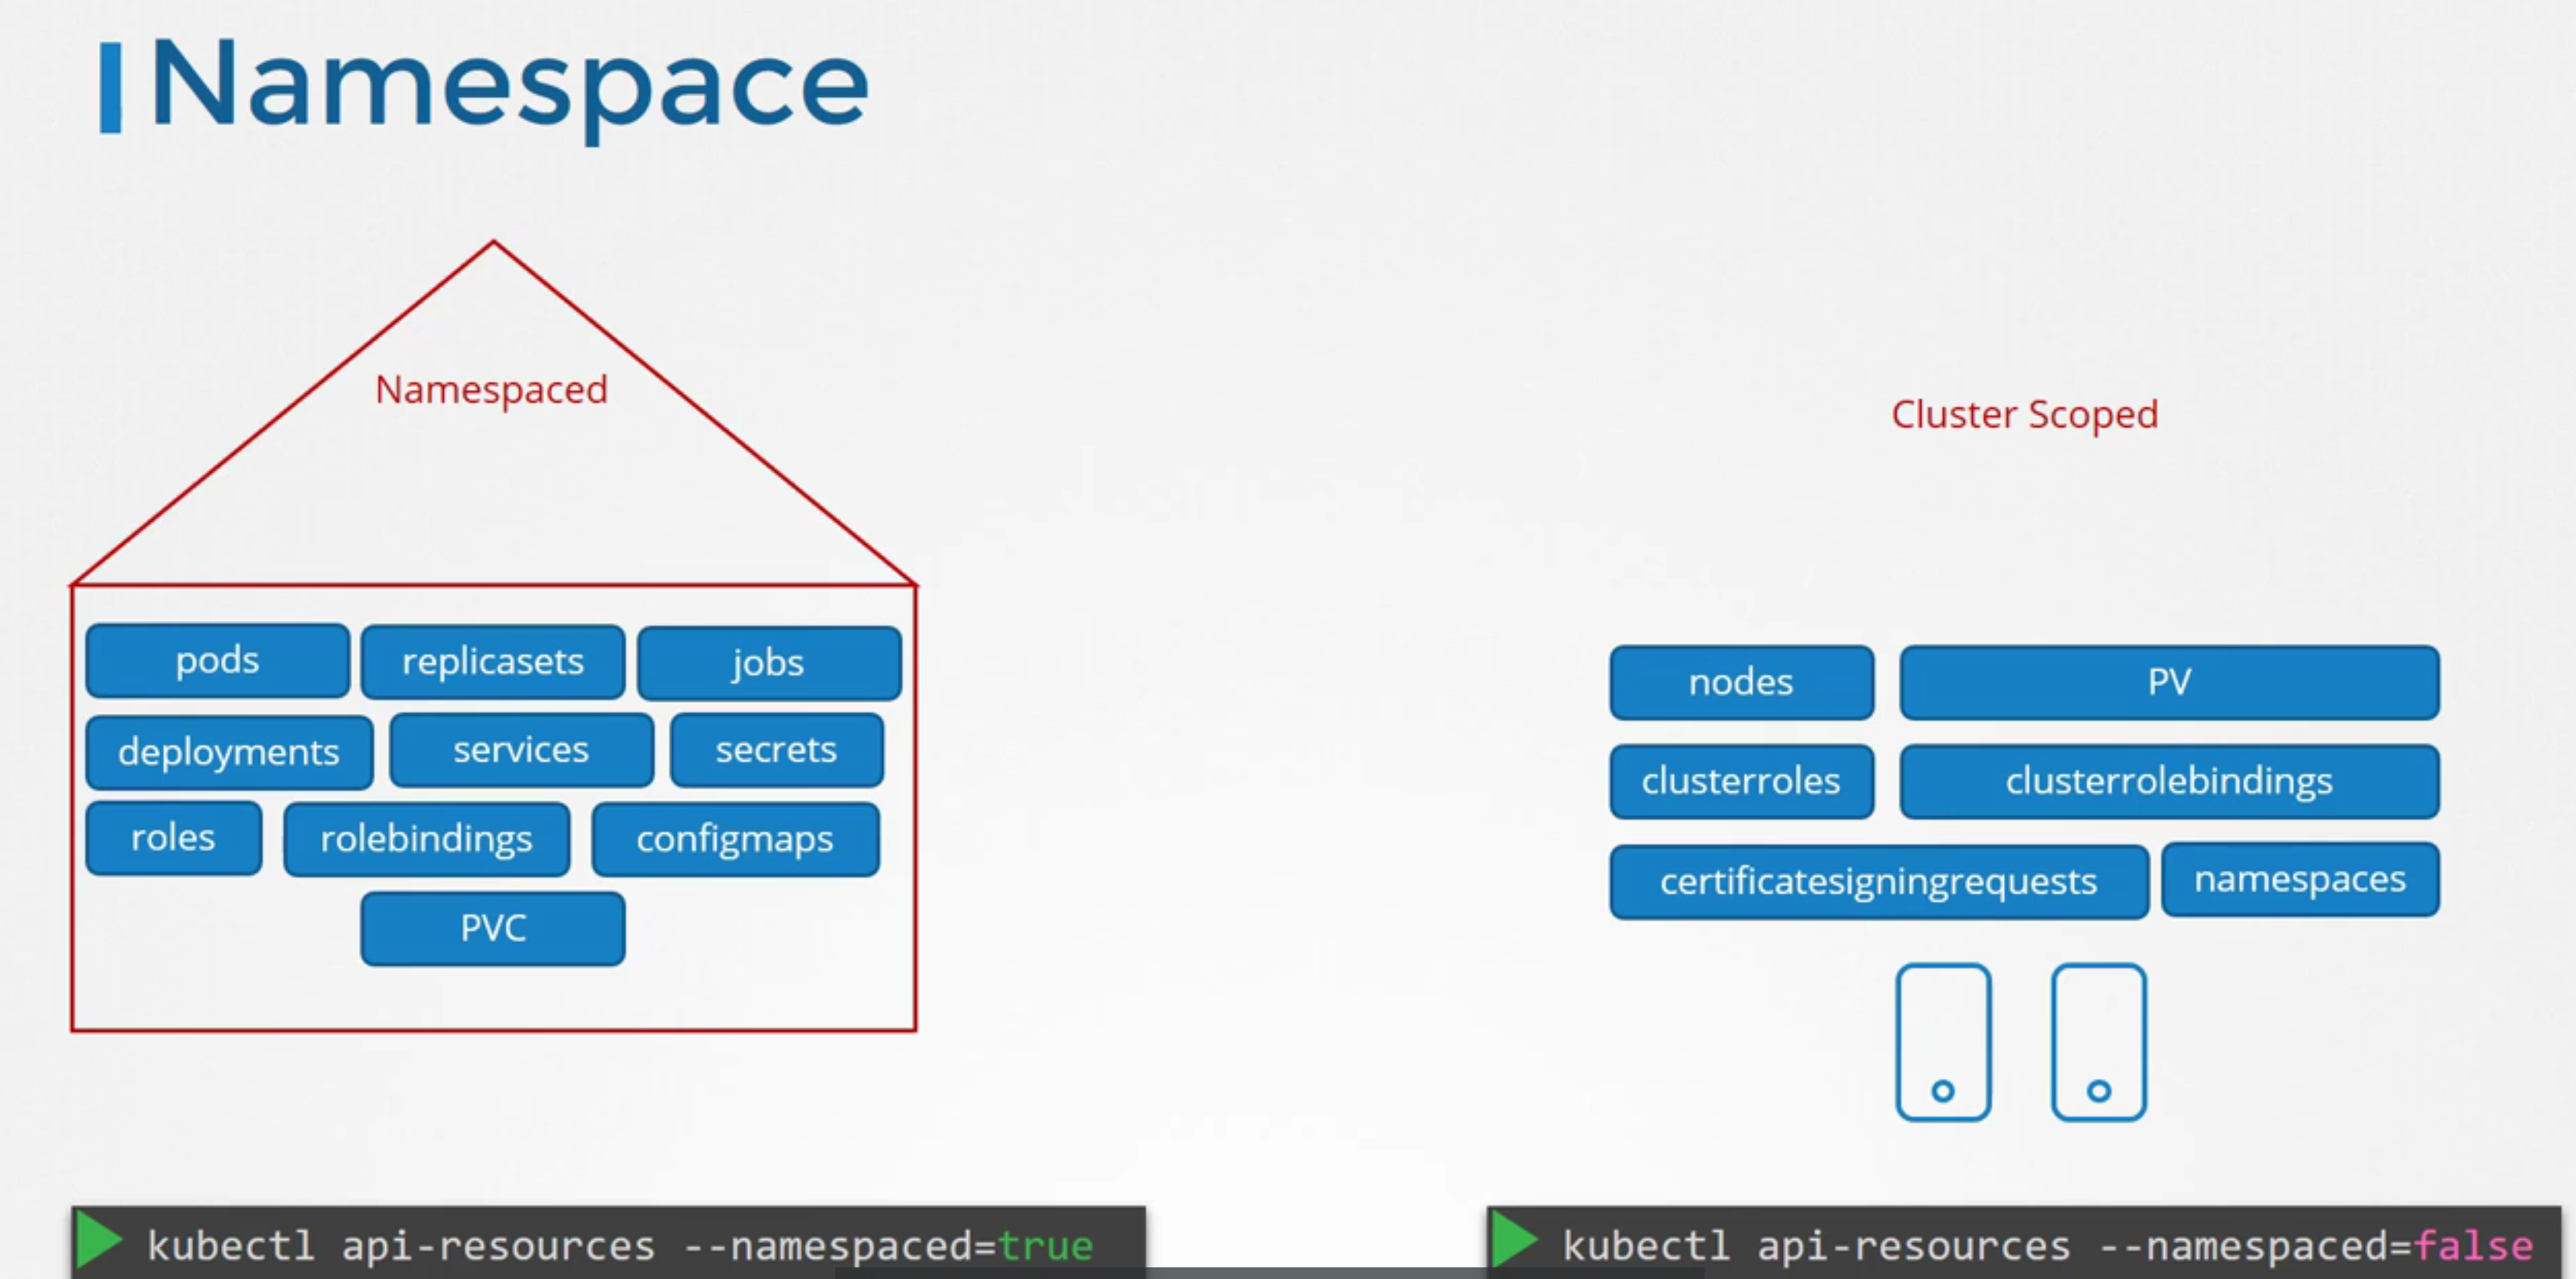 Namespace
Namespaced
pods replicasets jobs
deployments services secrets
roles rolebindings configmaps
PVC
kubectl api-resources --namespaced=true
Cluster Scoped
nodes PV
clusterroles clusterrolebindings
certificatesigningrequests namespaces
kubectl api-resources --namespaced=false